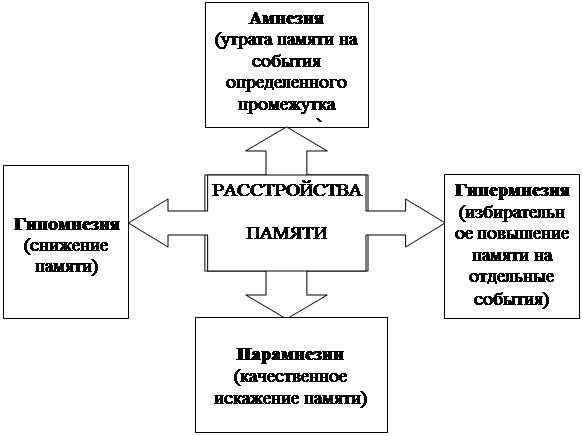 Амнезия
(утрата памяти на
события
определенного
промежутка
РАССТРОЙСТВА
ПАМЯТИ
Гипомнезия
(снижение
памяти)
Гипермнезия
(избирательн
ое повышение
памяти на
отдельные
события)
Парамнезии
(качественное
искажение памяти)